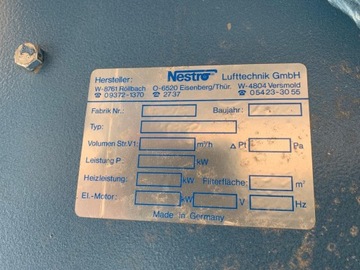 Hersteller: Nestro Lufttechnik GmbH
W-8761 Röllbach O-6520 Eisenberg/Thür. W-4804 Versmold
☎ 09372-1370 ☎ 2737 ☎ 05423-3055
Fabrik Nr.: Baujahr:
Typ:
Volumen Str.V1: m³/h Δ Pt Pa
Leistung P. kW
Heizleistung: kW Filterfläche: m²
El.-Motor: kW V Hz
Made in Germany